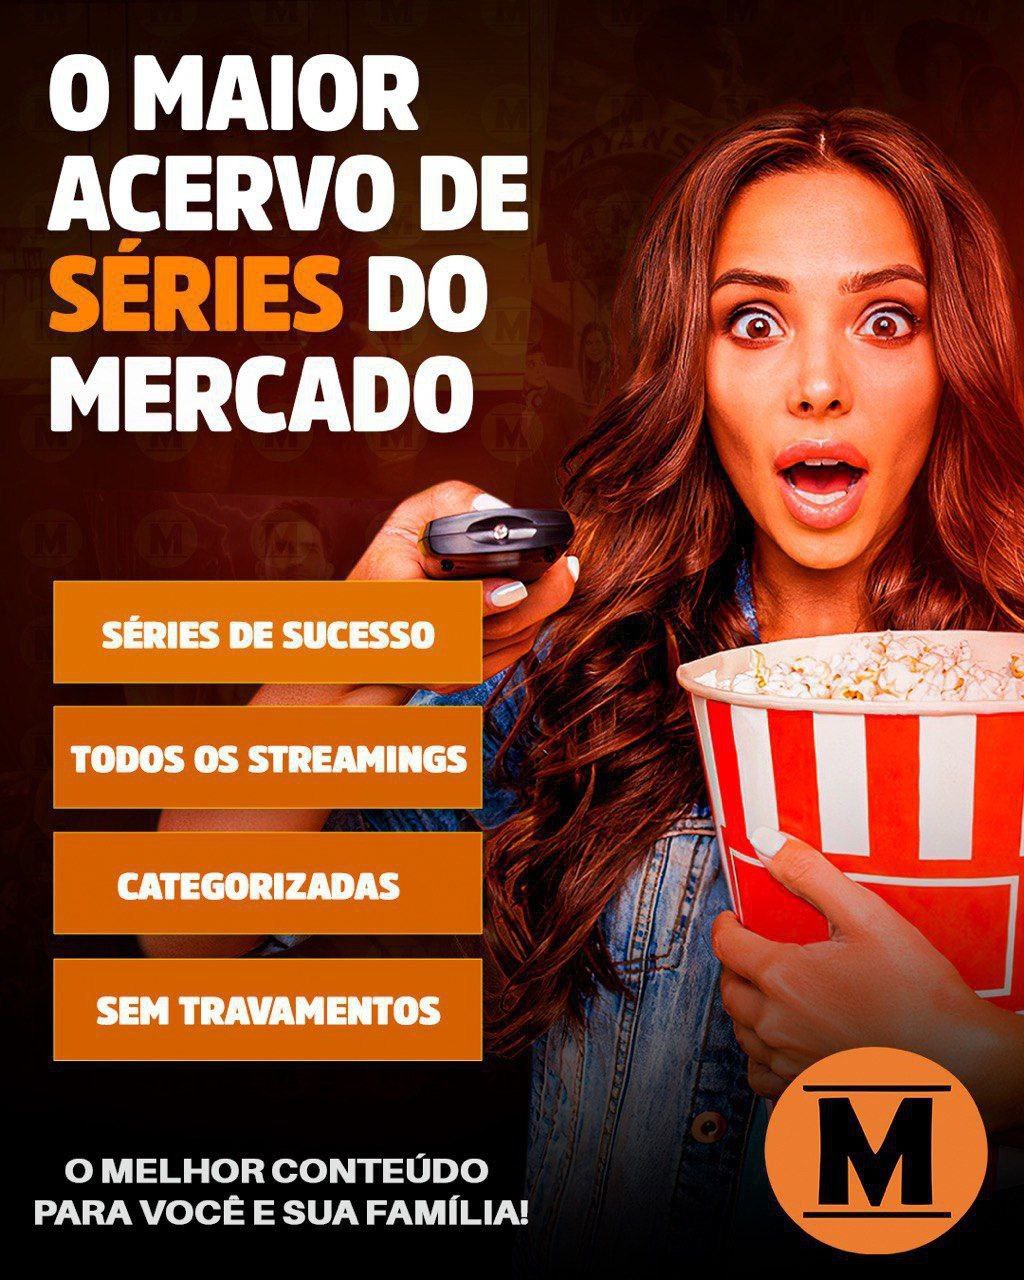 O MAIOR
ACERVO DE
SÉRIES DO
MERCADO
MAYANS
SÉRIES DE SUCESSO
TODOS OS STREAMINGS
CATEGORIZADAS
SEM TRAVAMENTOS
O MELHOR CONTEÚDO
PARA VOCÊ E SUA FAMÍLIA!
M